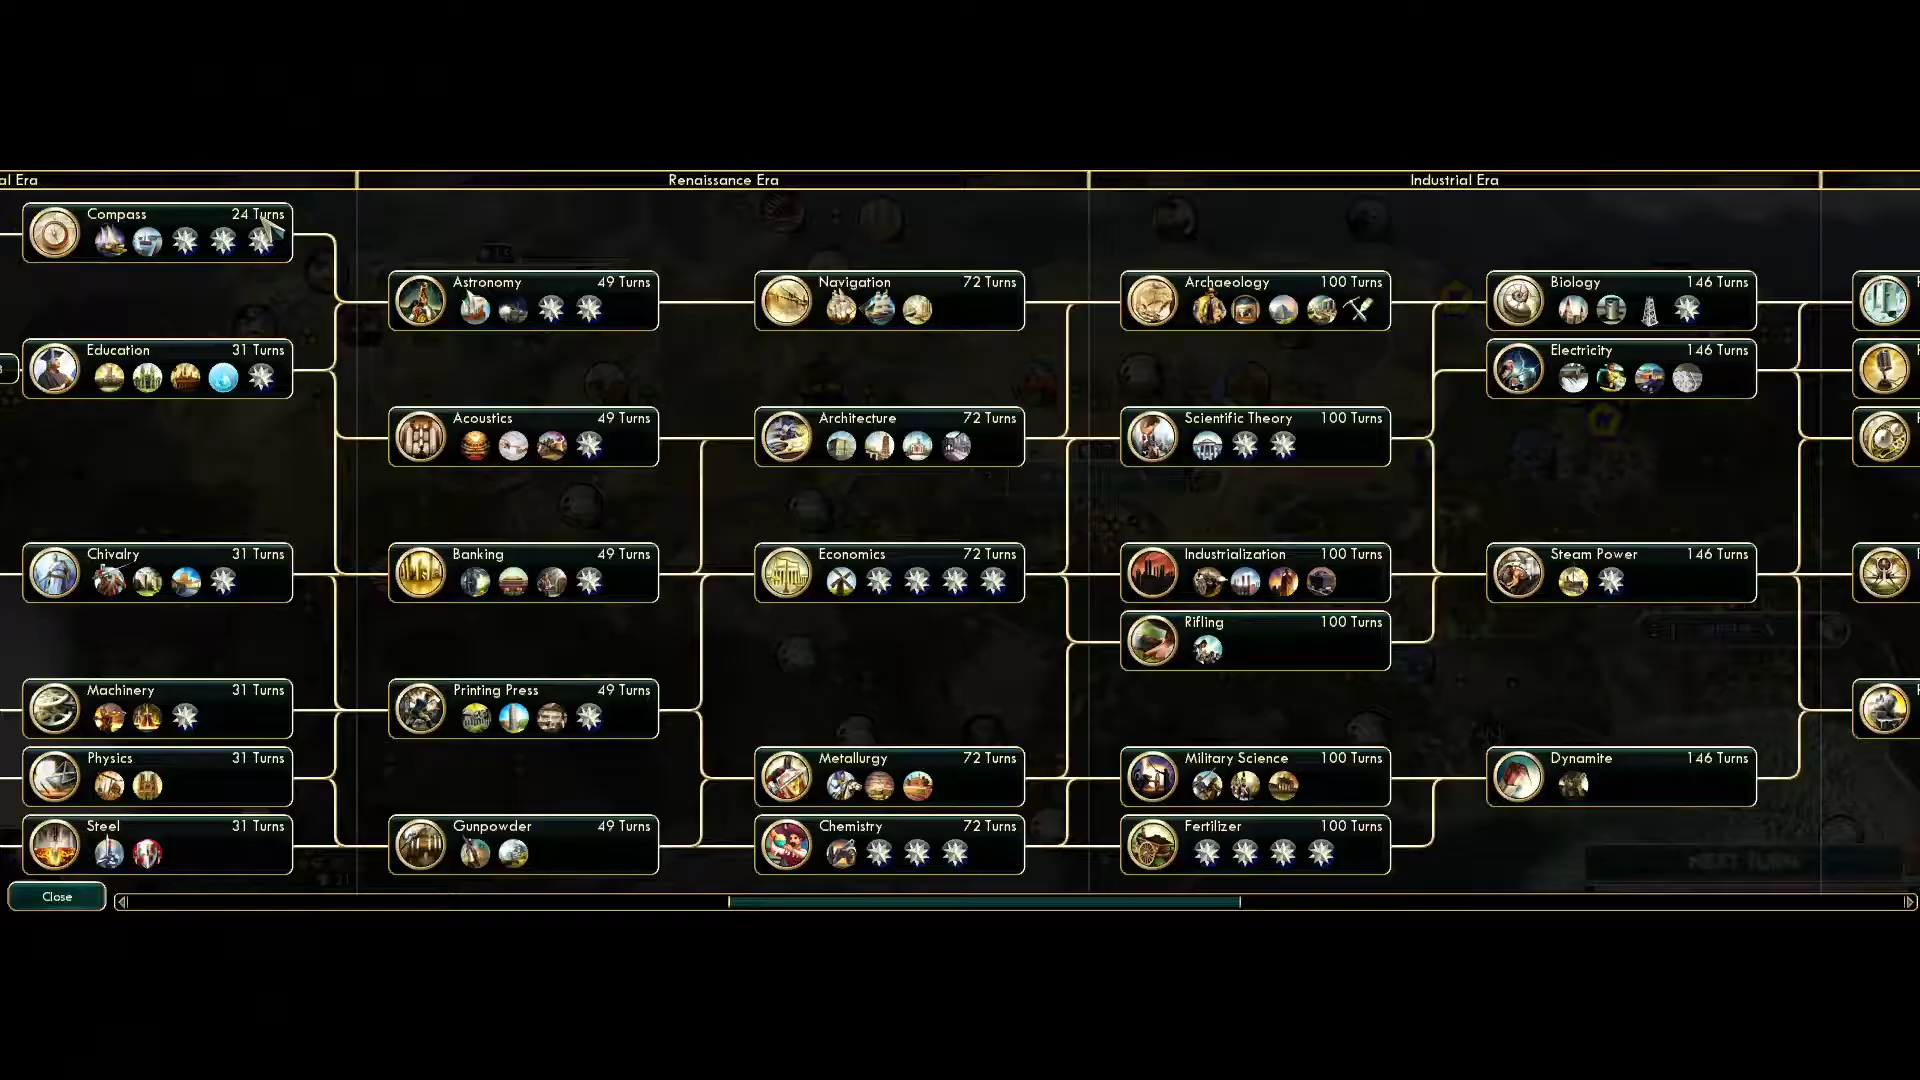 al Era
Renaissance Era
Industrial Era
Compass 24 Turns
Astronomy 49 Turns
Navigation 72 Turns
Archaeology 100 Turns
Biology 146 Turns
Education 31 Turns
Electricity 146 Turns
Acoustics 49 Turns
Architecture 72 Turns
Scientific Theory 100 Turns
Chivalry 31 Turns
Banking 49 Turns
Economics 72 Turns
Industrialization 100 Turns
Steam Power 146 Turns
Rifling 100 Turns
Machinery 31 Turns
Printing Press 49 Turns
Physics 31 Turns
Metallurgy 72 Turns
Military Science 100 Turns
Dynamite 146 Turns
Steel 31 Turns
Gunpowder 49 Turns
Chemistry 72 Turns
Fertilizer 100 Turns
NEXT TURN
Close